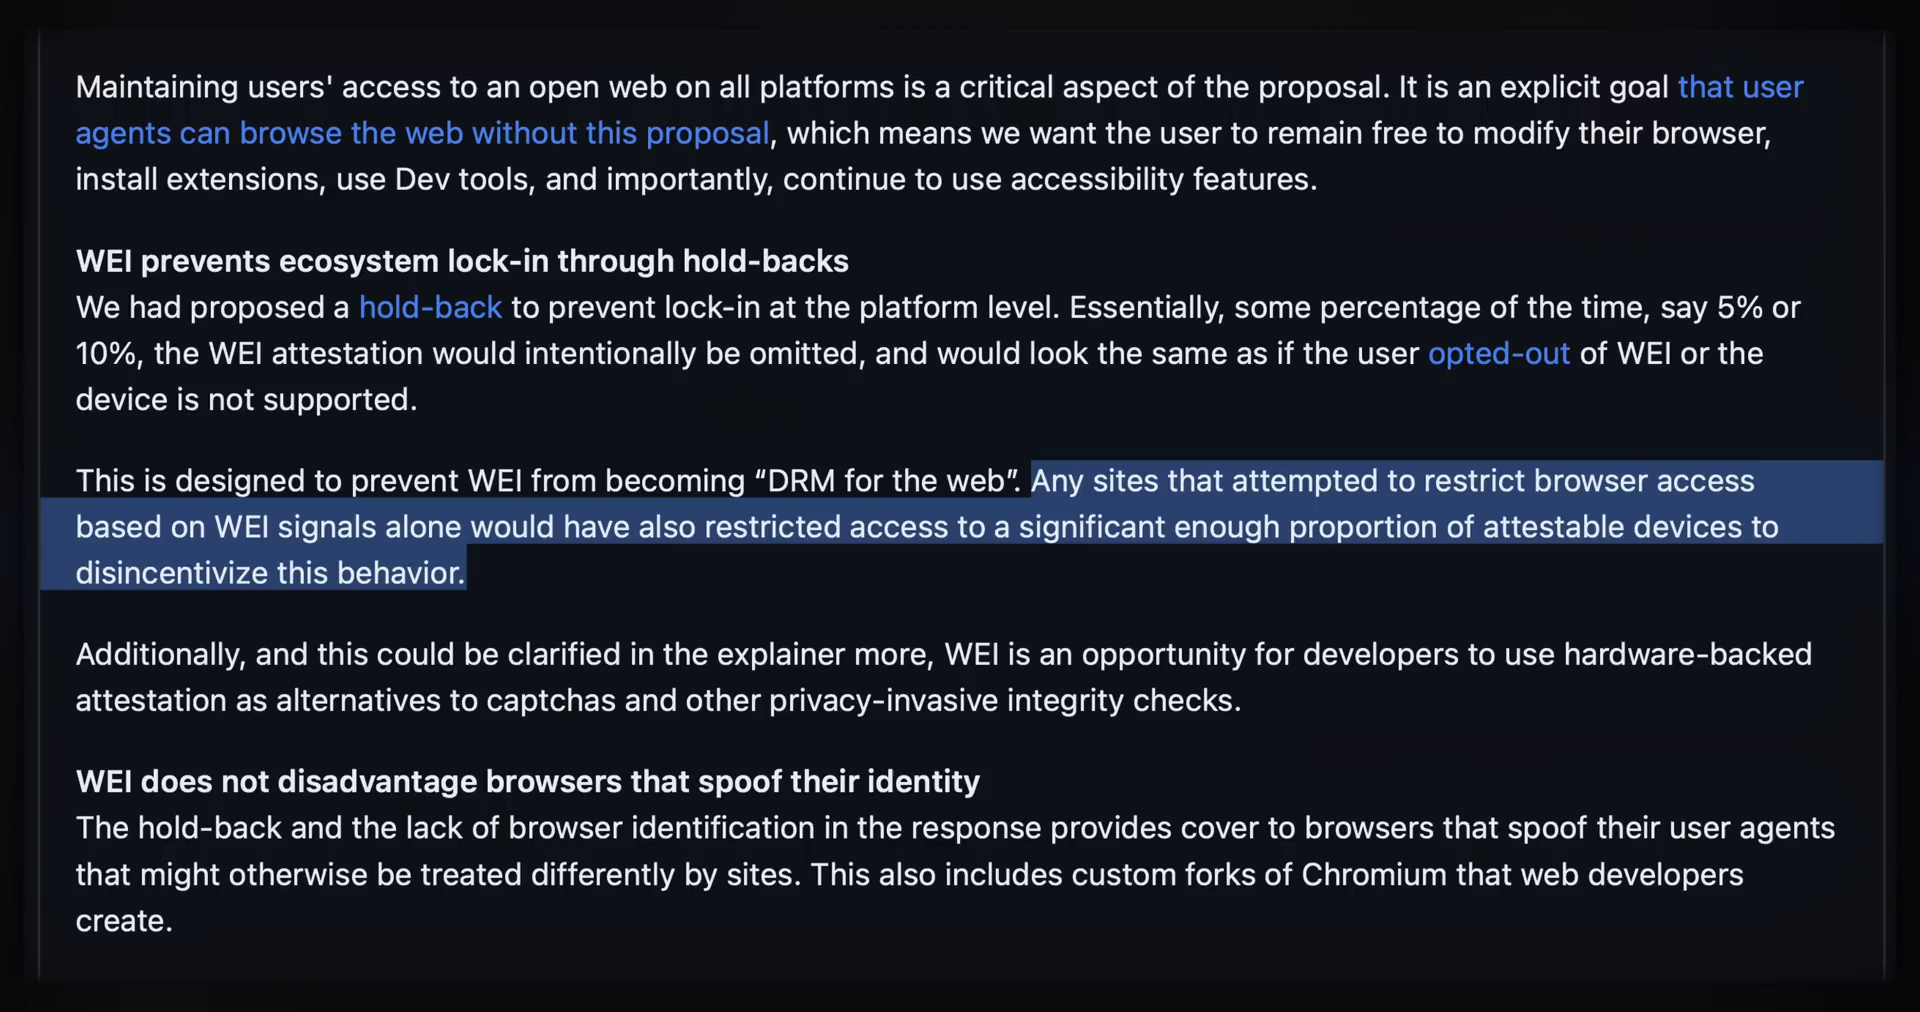 Maintaining users' access to an open web on all platforms is a critical aspect of the proposal. It is an explicit goal that user
agents can browse the web without this proposal, which means we want the user to remain free to modify their browser,
install extensions, use Dev tools, and importantly, continue to use accessibility features.
WEI prevents ecosystem lock-in through hold-backs
We had proposed a hold-back to prevent lock-in at the platform level. Essentially, some percentage of the time, say 5% or
10%, the WEI attestation would intentionally be omitted, and would look the same as if the user opted-out of WEI or the
device is not supported.
This is designed to prevent WEI from becoming “DRM for the web”. Any sites that attempted to restrict browser access
based on WEI signals alone would have also restricted access to a significant enough proportion of attestable devices to
disincentivize this behavior.
Additionally, and this could be clarified in the explainer more, WEI is an opportunity for developers to use hardware-backed
attestation as alternatives to captchas and other privacy-invasive integrity checks.
WEI does not disadvantage browsers that spoof their identity
The hold-back and the lack of browser identification in the response provides cover to browsers that spoof their user agents
that might otherwise be treated differently by sites. This also includes custom forks of Chromium that web developers
create.